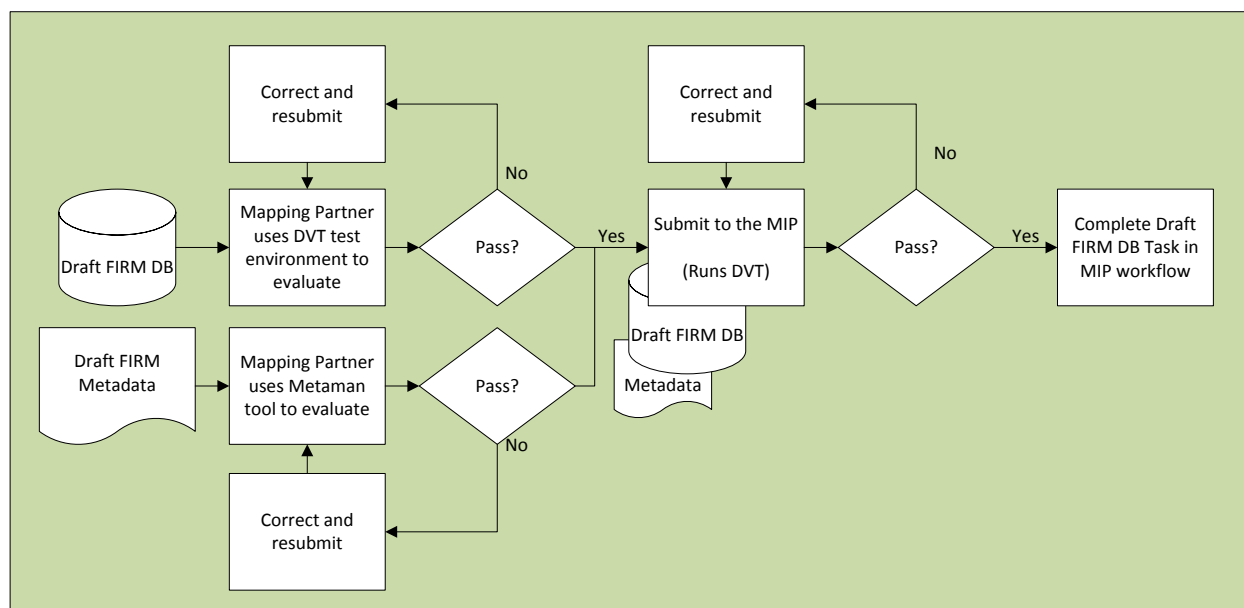 Correct and
resubmit
Correct and
resubmit
No
No
Draft FIRM DB
Mapping Partner
uses DVT test
environment to
evaluate
Pass?
Yes
Submit to the MIP
(Runs DVT)
Pass?
Yes
Complete Draft
FIRM DB Task in
MIP workflow
Draft FIRM DB
Metadata
Draft FIRM
Metadata
Mapping Partner
uses Metaman
tool to evaluate
Pass?
No
Correct and
resubmit